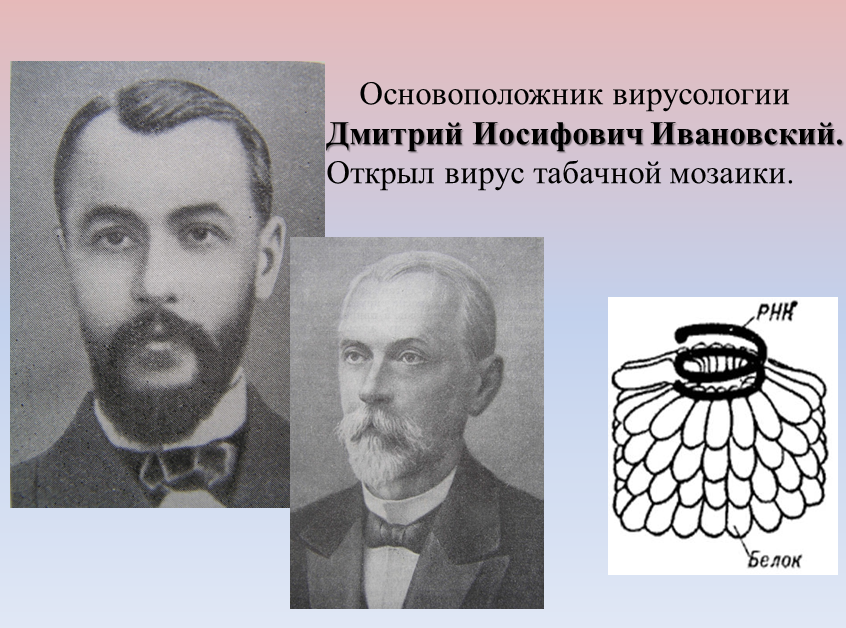 Основоположник вирусологии
Дмитрий Иосифович Ивановский.
Открыл вирус табачной мозаики.
РНК
Белок